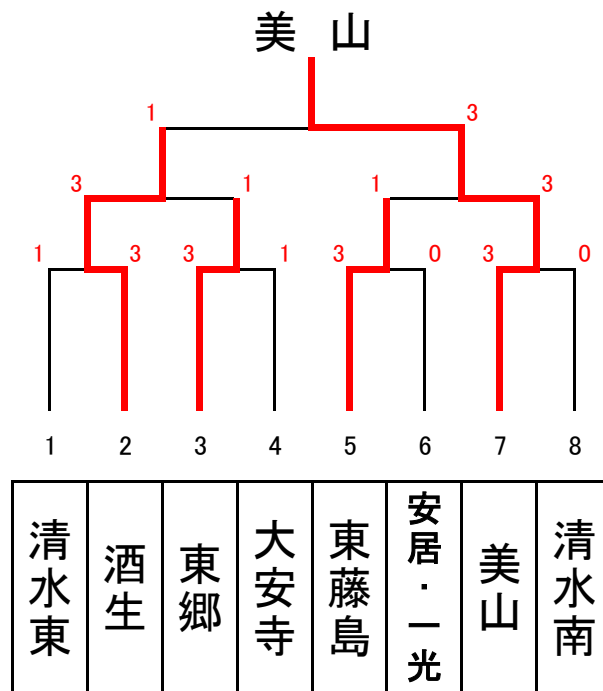 美山
1 3
3 1 1 3
1 3 3 1 3 0 3 0
1 2 3 4 5 6 7 8
清水東
酒生
東郷
大安寺
東藤島
安居・一光
美山
清水南